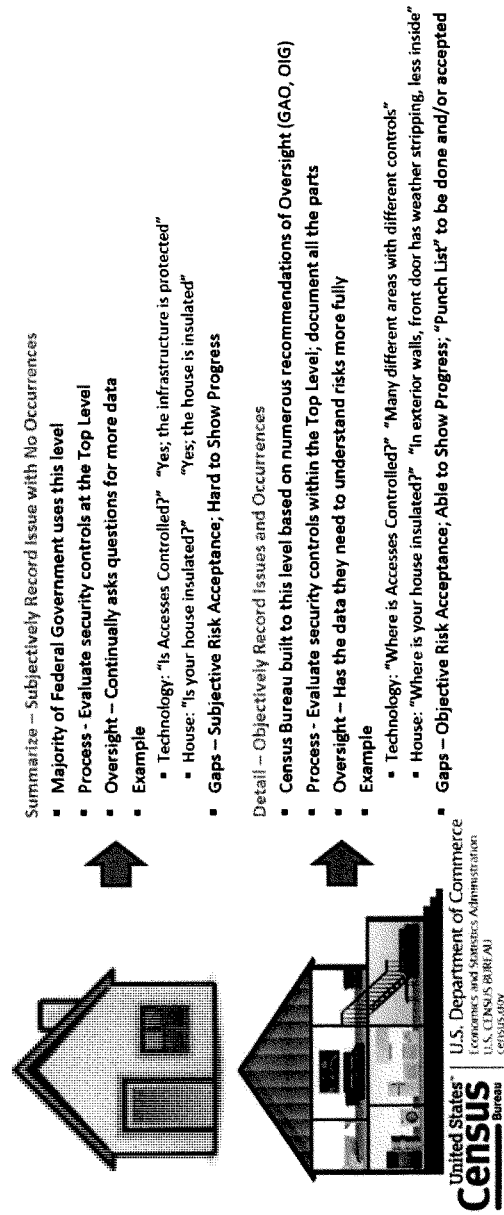 Summarize – Subjectively Record Issue with No Occurrences
▪ Majority of Federal Government uses this level
▪ Process - Evaluate security controls at the Top Level
▪ Oversight – Continually asks questions for more data
▪ Example
▪ Technology: "Is Accesses Controlled?" "Yes; the infrastructure is protected"
▪ House: "Is your house insulated?" "Yes; the house is insulated"
▪ Gaps – Subjective Risk Acceptance; Hard to Show Progress
Detail – Objectively Record Issues and Occurrences
▪ Census Bureau built to this level based on numerous recommendations of Oversight (GAO, OIG)
▪ Process - Evaluate security controls within the Top Level; document all the parts
▪ Oversight – Has the data they need to understand risks more fully
▪ Example
▪ Technology: "Where is Accesses Controlled?" "Many different areas with different controls"
▪ House: "Where is your house insulated?" "In exterior walls, front door has weather stripping, less inside"
▪ Gaps – Objective Risk Acceptance; Able to Show Progress; "Punch List" to be done and/or accepted
United States™
Census
Bureau
U.S. Department of Commerce
Economics and Statistics Administration
U.S. CENSUS BUREAU
census.gov